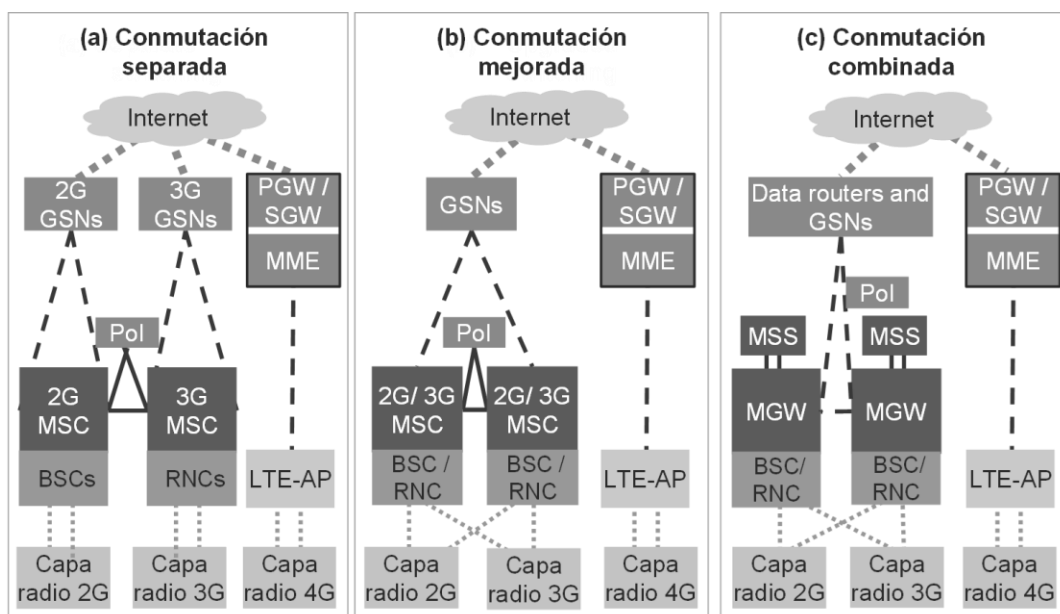 (a) Conmutación
separada
Internet
2G
GSNs
3G
GSNs
PGW /
SGW
MME
PoI
2G
MSC
3G
MSC
BSCs
RNCs
LTE-AP
Capa
radio 2G
Capa
radio 3G
Capa
radio 4G
(b) Conmutación
mejorada
Internet
GSNs
PGW /
SGW
MME
PoI
2G/ 3G
MSC
2G/ 3G
MSC
BSC /
RNC
BSC /
RNC
LTE-AP
Capa
radio 2G
Capa
radio 3G
Capa
radio 4G
(c) Conmutación
combinada
Internet
Data routers and
GSNs
PGW /
SGW
MME
PoI
MSS
MSS
MGW
MGW
BSC/
RNC
BSC/
RNC
LTE-AP
Capa
radio 2G
Capa
radio 3G
Capa
radio 4G